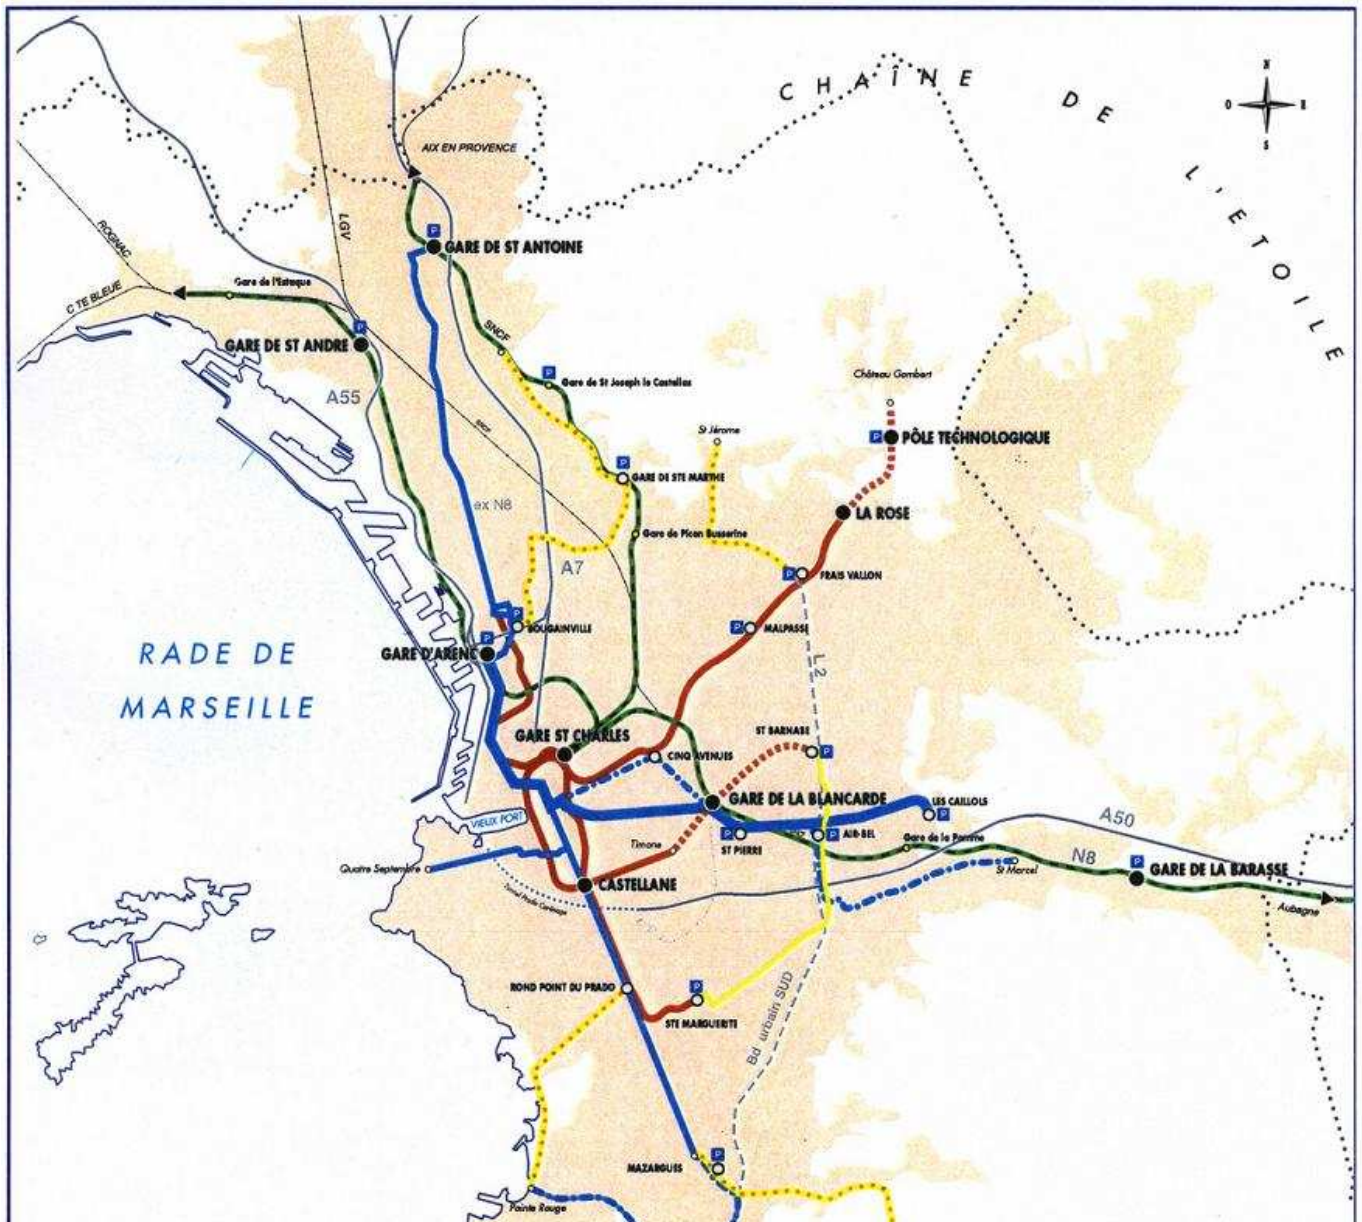 N
O E
S
CHAÎNE DE L'ETOILE
AIX EN PROVENCE
LGV
ROGNAC
C TE BLEUE
P
GARE DE ST ANTOINE
Gare de l'Estaque
SNCF
P
GARE DE ST ANDRE
A55
P
Gare de St Joseph le Castellas
Château Gombert
St Jérome
SNCF
P
PÔLE TECHNOLOGIQUE
P
GARE DE STE MARTHE
ex N8
LA ROSE
Gare de Picon Busserine
A7
P
FRAIS VALLON
P
BOUGAINVILLE
P
MALPASSE
P
GARE D'ARENC
RADE DE
MARSEILLE
L2
ST BARNABE
P
GARE ST CHARLES
CINQ AVENUES
GARE DE LA BLANCARDE
LES CAILLOLS
P
A50
VIEUX PORT
P
ST PIERRE
P
AIR-BEL
Gare de la Pomme
Timone
N8
St Marcel
P
GARE DE LA BARASSE
Quatre Septembre
CASTELLANE
Tunnel Prado Carénage
Aubagne
ROND POINT DU PRADO
P
STE MARGUERITE
Bd urbain SUD
MAZARGUES
P
Pointe Rouge